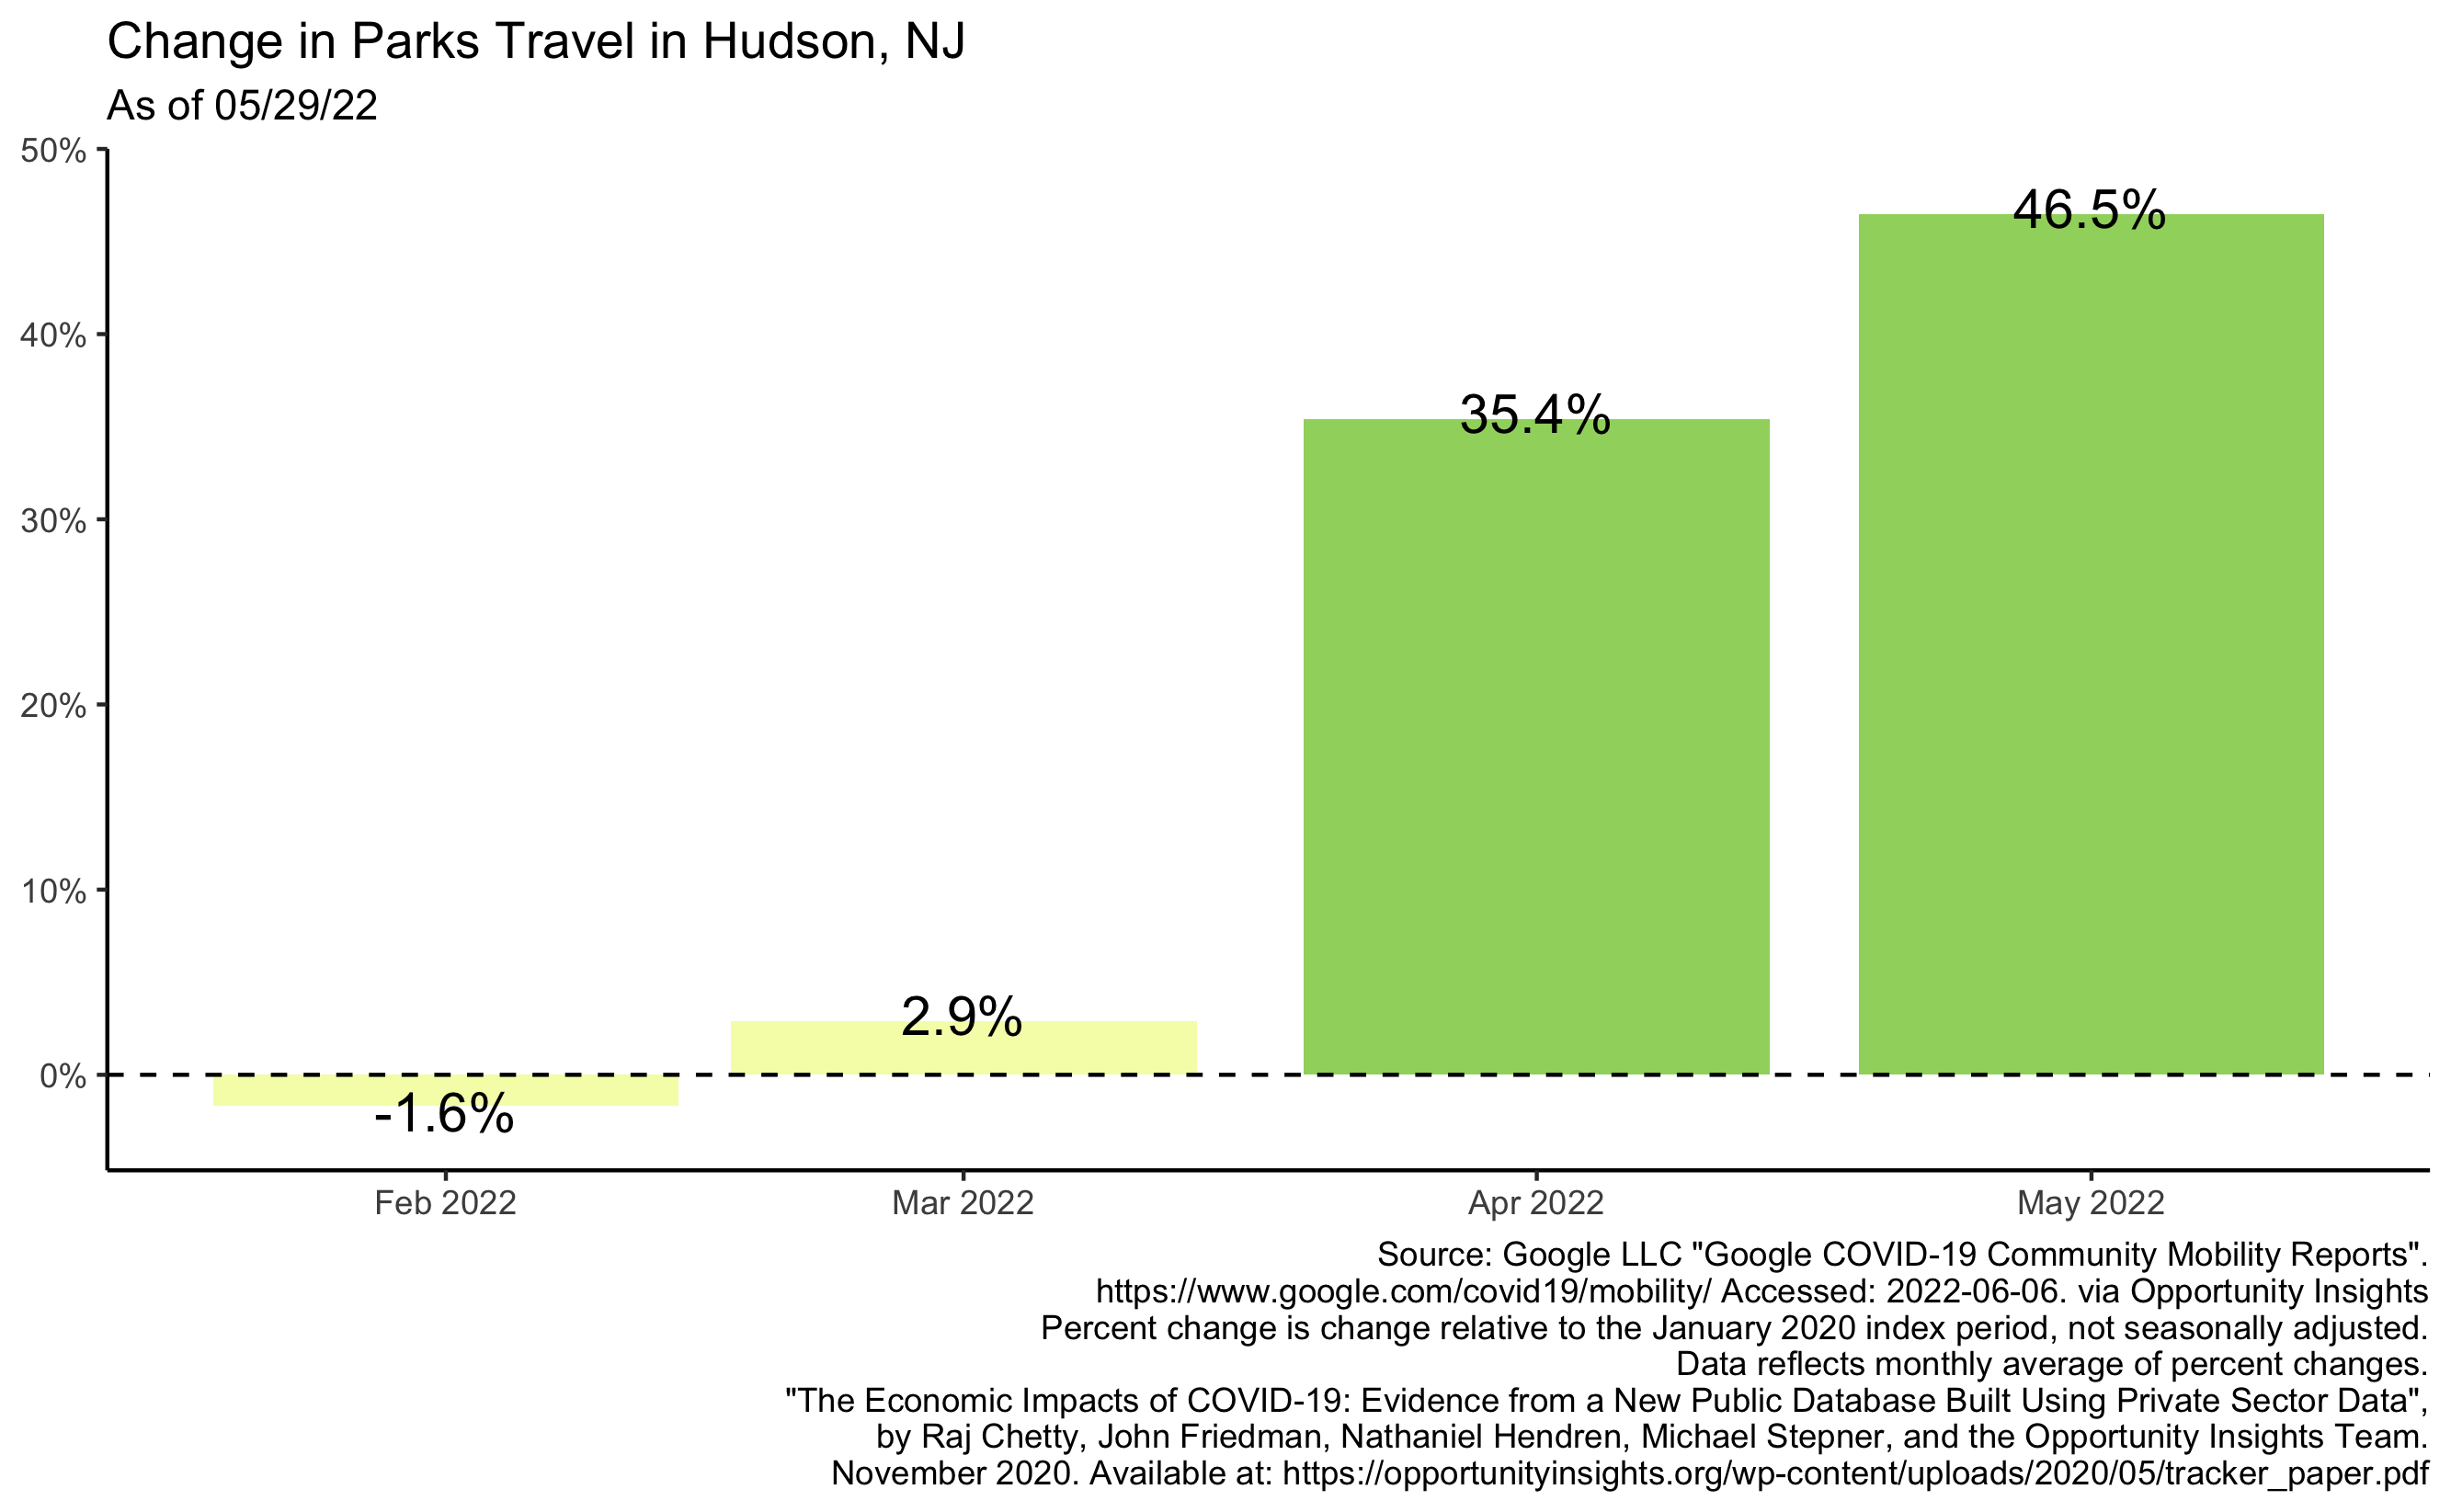 Change in Parks Travel in Hudson, NJ
As of 05/29/22
50%
40%
30%
20%
10%
0%
-1.6%
2.9%
35.4%
46.5%
Feb 2022
Mar 2022
Apr 2022
May 2022
Source: Google LLC "Google COVID-19 Community Mobility Reports".
https://www.google.com/covid19/mobility/ Accessed: 2022-06-06. via Opportunity Insights
Percent change is change relative to the January 2020 index period, not seasonally adjusted.
Data reflects monthly average of percent changes.
"The Economic Impacts of COVID-19: Evidence from a New Public Database Built Using Private Sector Data",
by Raj Chetty, John Friedman, Nathaniel Hendren, Michael Stepner, and the Opportunity Insights Team.
November 2020. Available at: https://opportunityinsights.org/wp-content/uploads/2020/05/tracker_paper.pdf